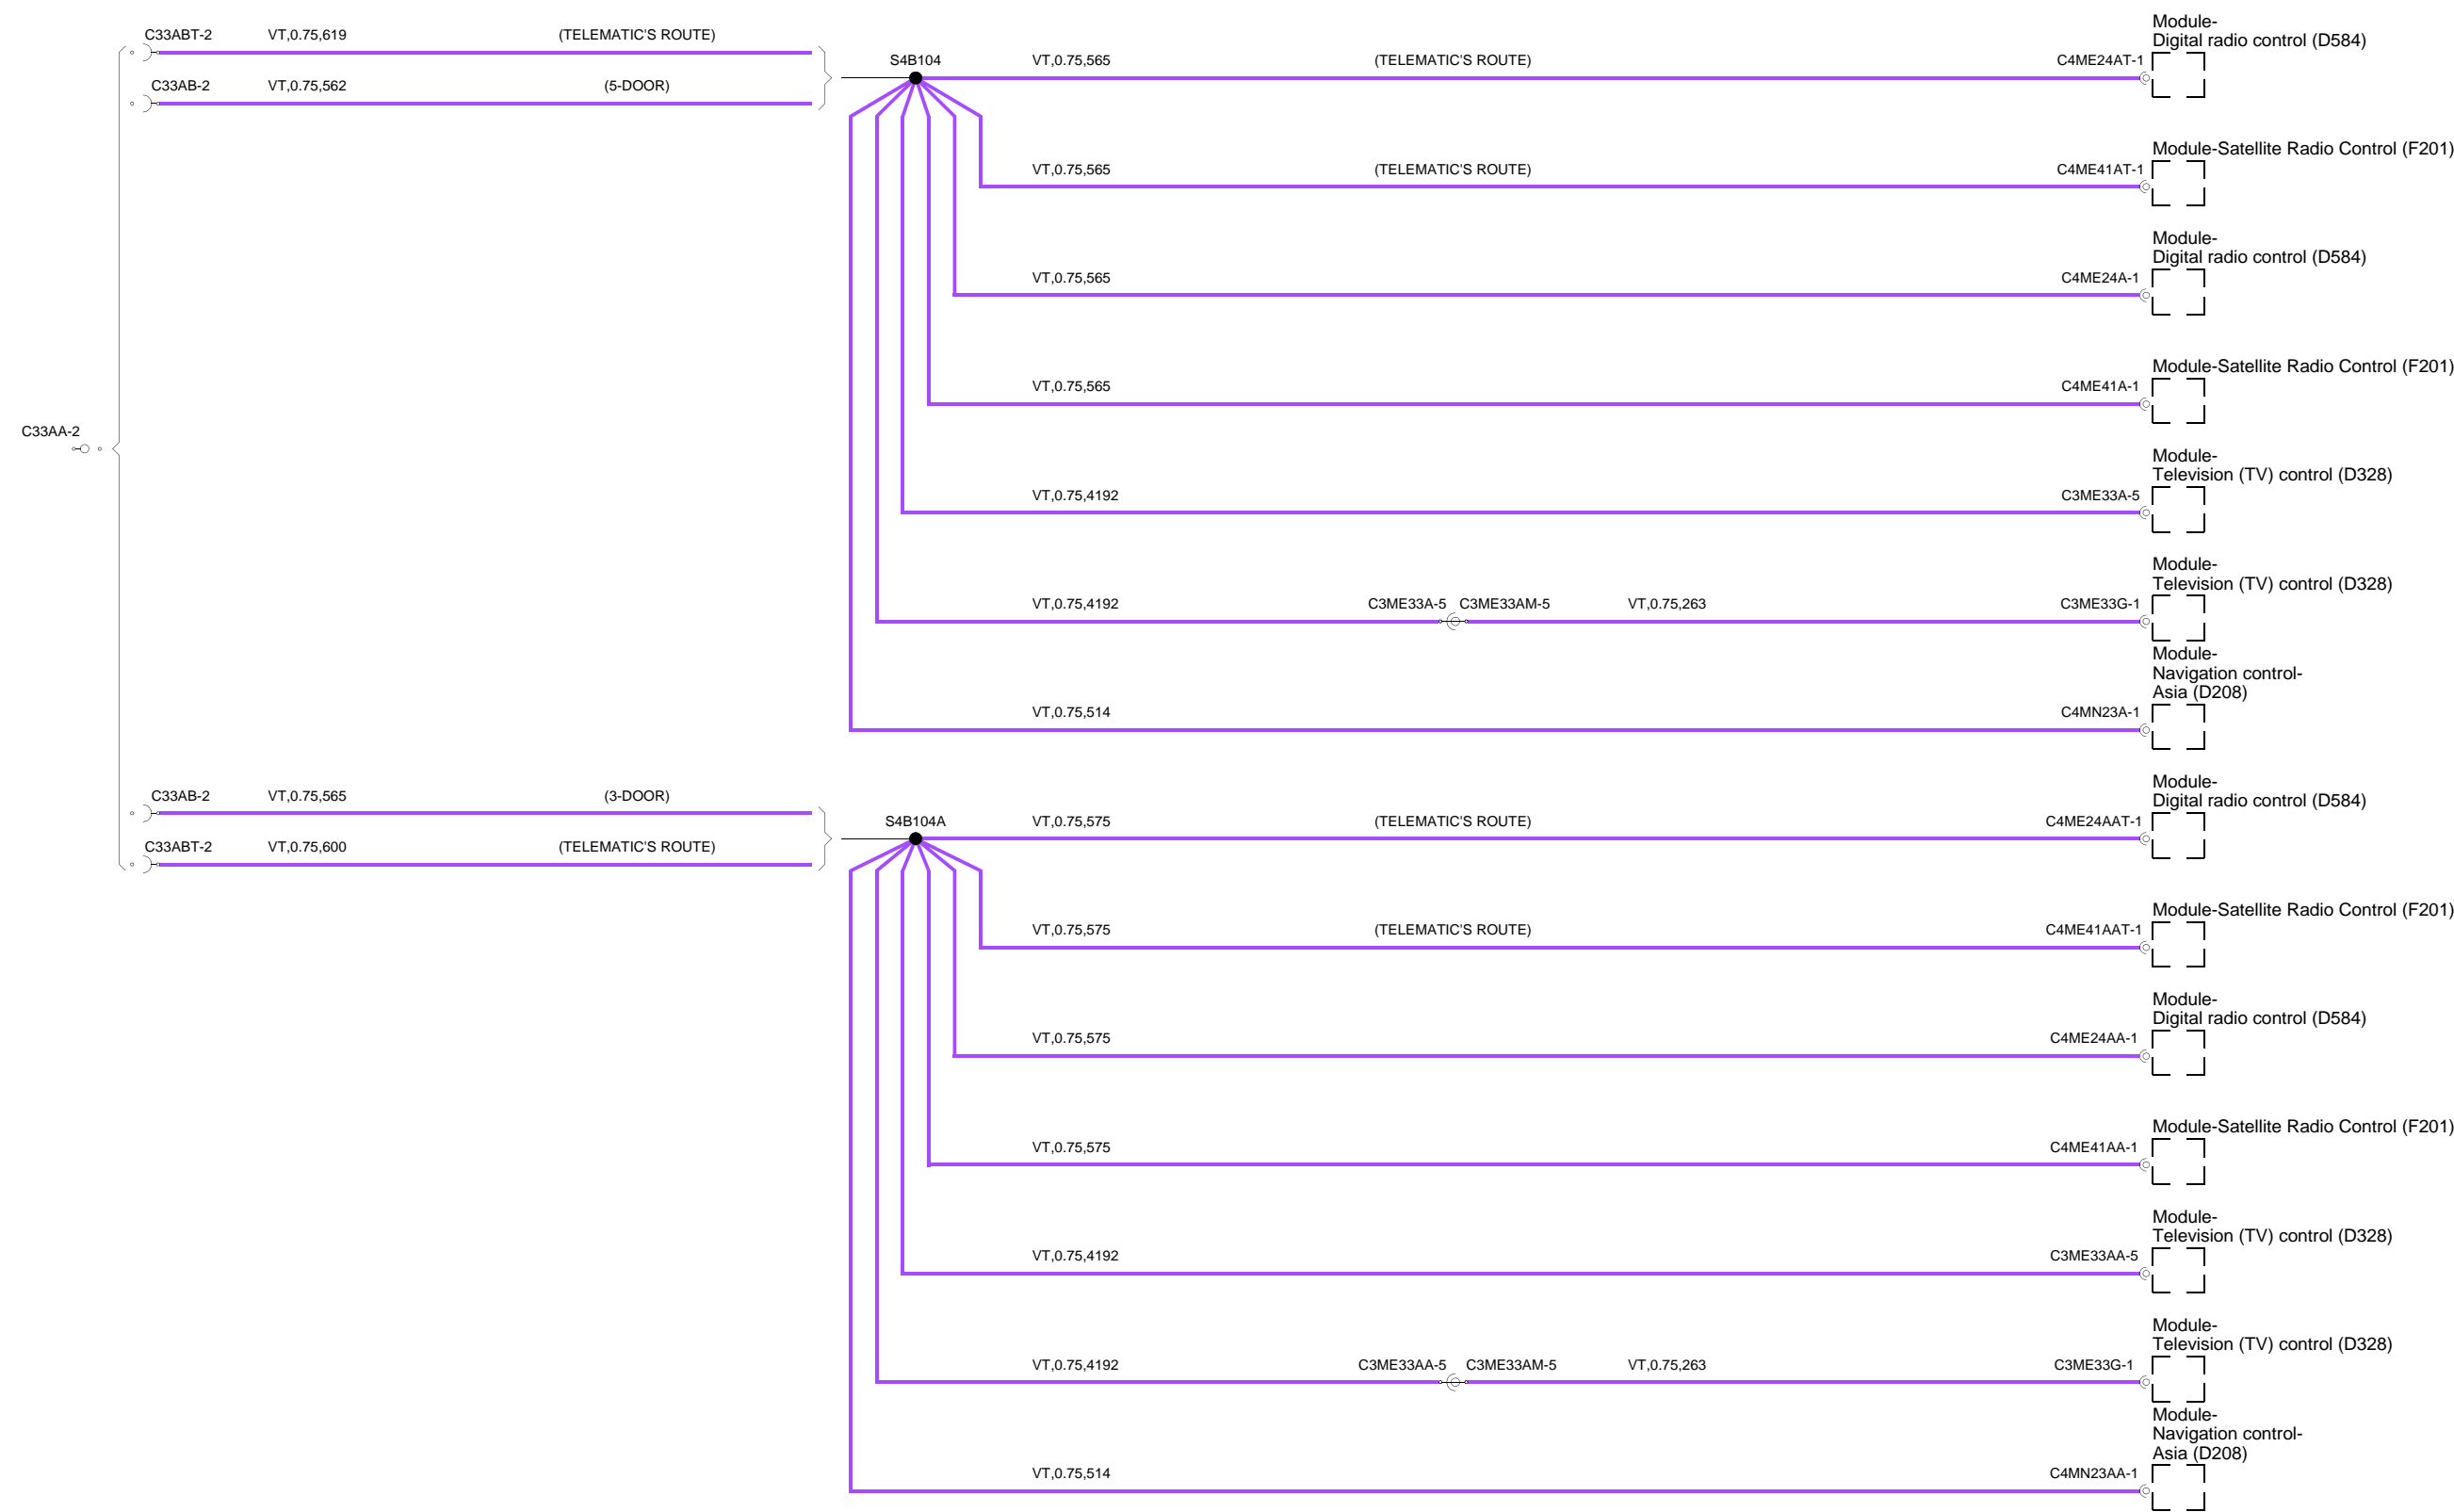 Module-
Digital radio control (D584)
C33ABT-2 VT,0.75,619 (TELEMATIC'S ROUTE)
S4B104 VT,0.75,565 (TELEMATIC'S ROUTE) C4ME24AT-1
C33AB-2 VT,0.75,562 (5-DOOR)
Module-Satellite Radio Control (F201)
VT,0.75,565 (TELEMATIC'S ROUTE) C4ME41AT-1
Module-
Digital radio control (D584)
VT,0.75,565 C4ME24A-1
Module-Satellite Radio Control (F201)
VT,0.75,565 C4ME41A-1
C33AA-2
Module-
Television (TV) control (D328)
VT,0.75,4192 C3ME33A-5
Module-
Television (TV) control (D328)
VT,0.75,4192 C3ME33A-5 C3ME33AM-5 VT,0.75,263 C3ME33G-1
Module-
Navigation control-
Asia (D208)
VT,0.75,514 C4MN23A-1
Module-
Digital radio control (D584)
C33AB-2 VT,0.75,565 (3-DOOR)
S4B104A VT,0.75,575 (TELEMATIC'S ROUTE) C4ME24AAT-1
C33ABT-2 VT,0.75,600 (TELEMATIC'S ROUTE)
Module-Satellite Radio Control (F201)
VT,0.75,575 (TELEMATIC'S ROUTE) C4ME41AAT-1
Module-
Digital radio control (D584)
VT,0.75,575 C4ME24AA-1
Module-Satellite Radio Control (F201)
VT,0.75,575 C4ME41AA-1
Module-
Television (TV) control (D328)
VT,0.75,4192 C3ME33AA-5
Module-
Television (TV) control (D328)
VT,0.75,4192 C3ME33AA-5 C3ME33AM-5 VT,0.75,263 C3ME33G-1
Module-
Navigation control-
Asia (D208)
VT,0.75,514 C4MN23AA-1